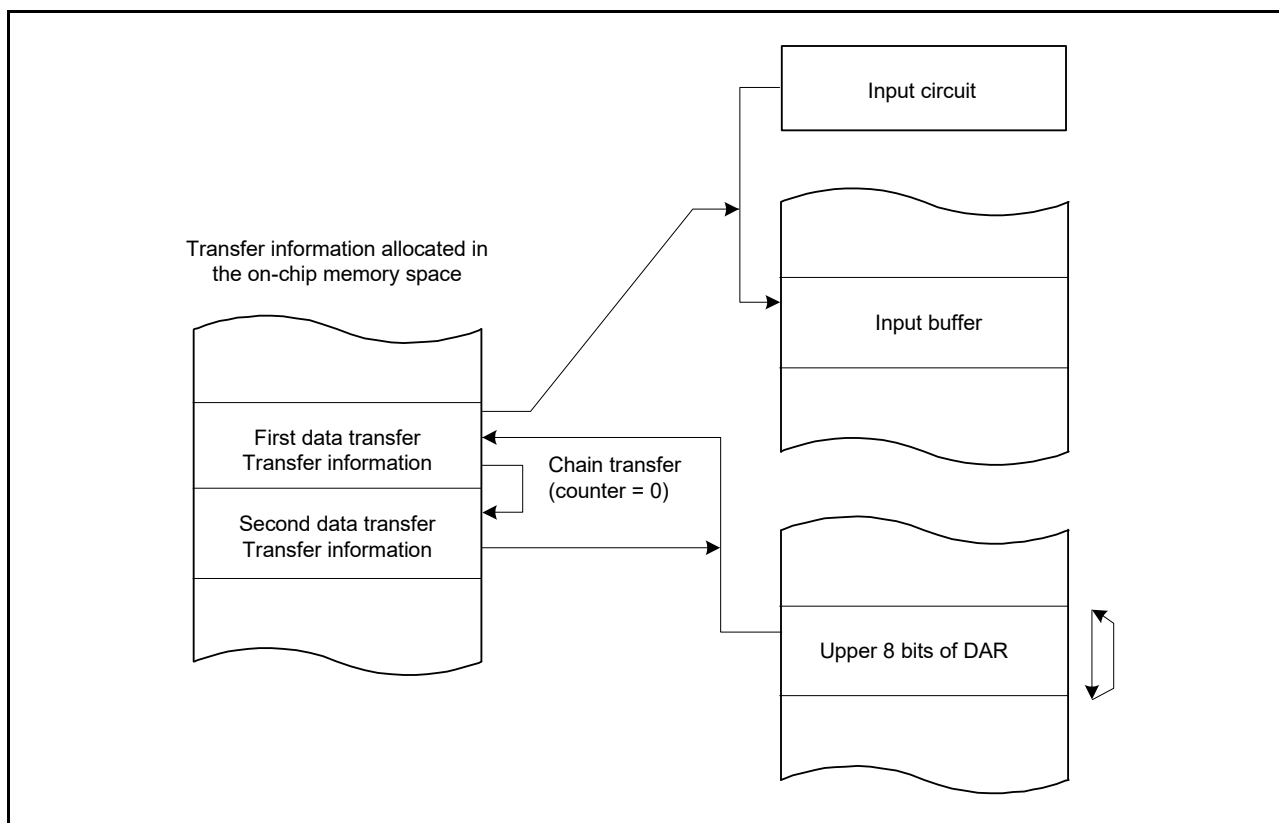 Input circuit
Transfer information allocated in
the on-chip memory space
Input buffer
First data transfer
Transfer information
Chain transfer
(counter = 0)
Second data transfer
Transfer information
Upper 8 bits of DAR